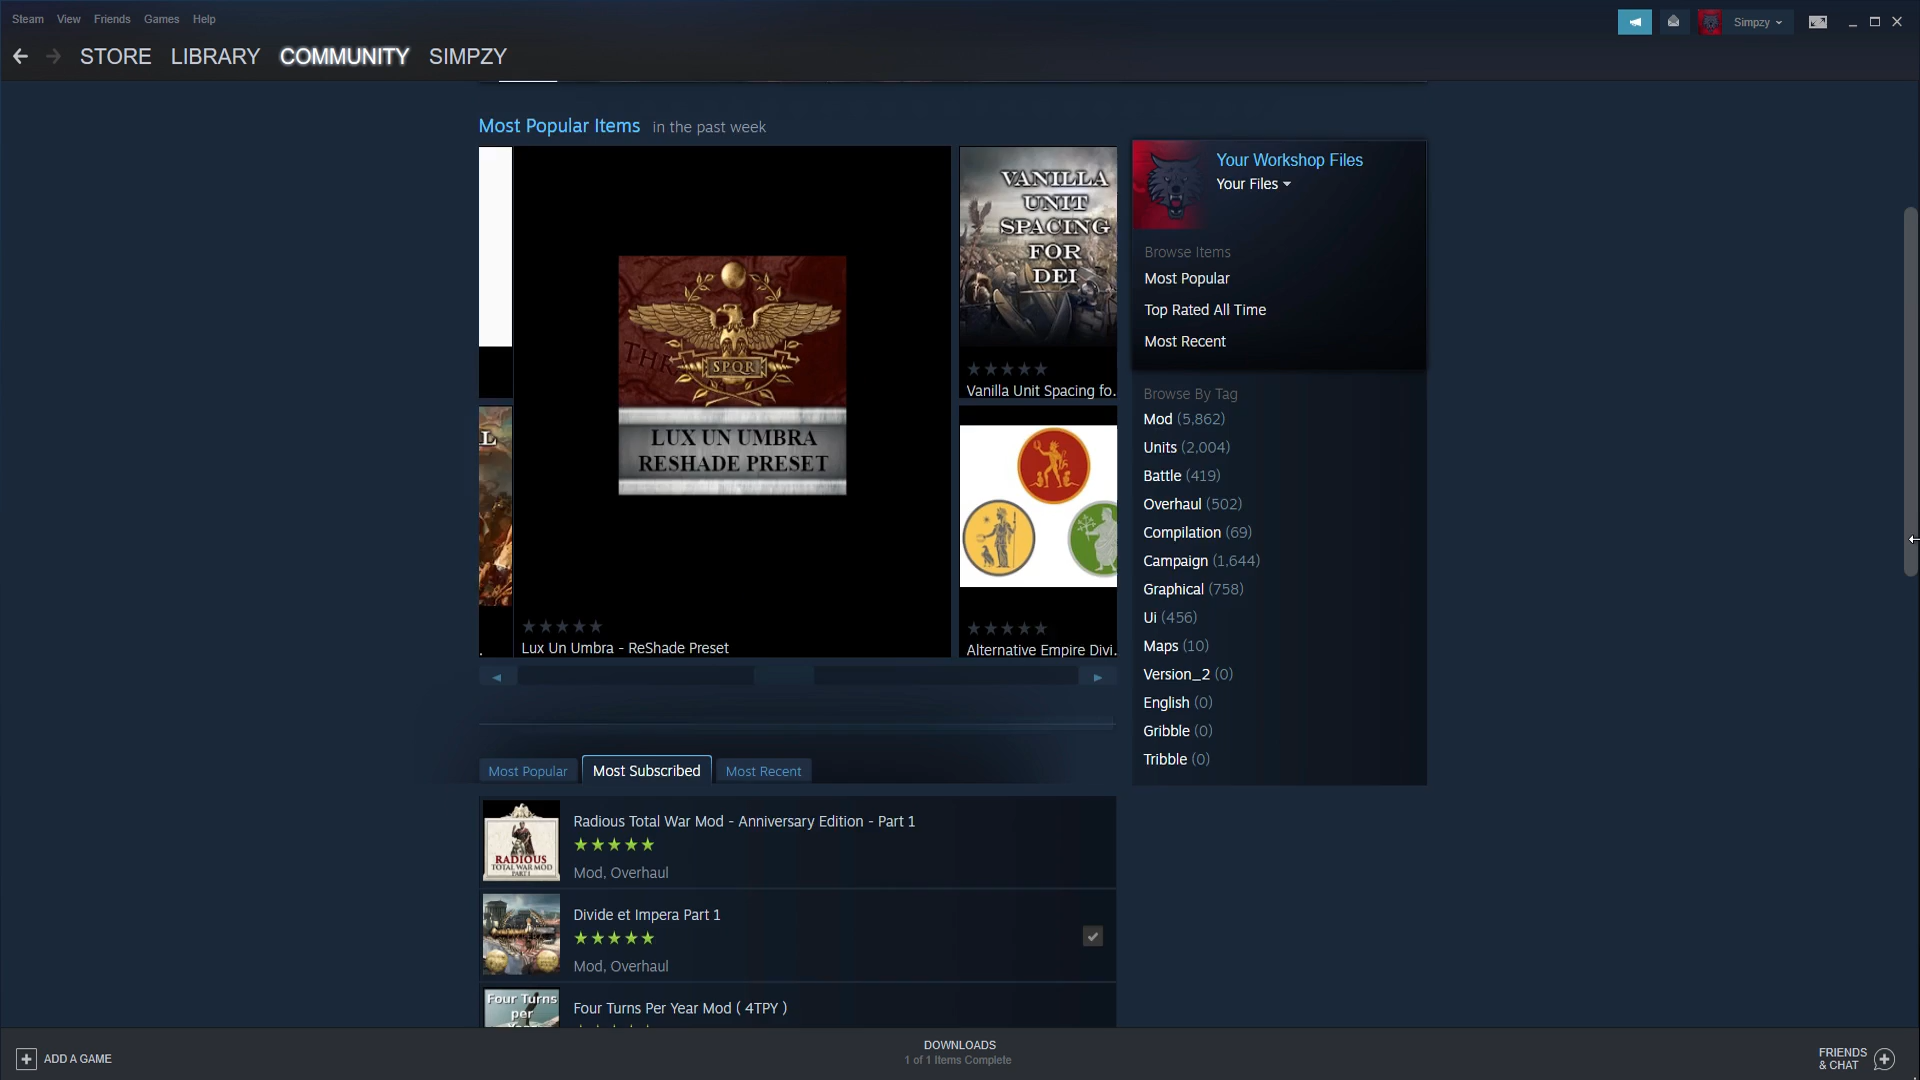 Steam View Friends Games Help
Simpzy
STORE LIBRARY COMMUNITY SIMPZY
Most Popular Items in the past week
VANILLA
UNIT
SPACING
FOR
DEI
SPQR
LUX UN UMBRA
RESHADE PRESET
Vanilla Unit Spacing fo.
Lux Un Umbra - ReShade Preset
Alternative Empire Divi.
Your Workshop Files
Your Files
Browse Items
Most Popular
Top Rated All Time
Most Recent
Browse By Tag
Mod (5,862)
Units (2,004)
Battle (419)
Overhaul (502)
Compilation (69)
Campaign (1,644)
Graphical (758)
Ui (456)
Maps (10)
Version_2 (0)
English (0)
Gribble (0)
Tribble (0)
Most Popular Most Subscribed Most Recent
RADIOUS
TOTAL WAR MOD
PART 1
Radious Total War Mod - Anniversary Edition - Part 1
Mod, Overhaul
Divide et Impera Part 1
Mod, Overhaul
Four Turns
per
Four Turns Per Year Mod ( 4TPY )
ADD A GAME
DOWNLOADS
1 of 1 Items Complete
FRIENDS
& CHAT